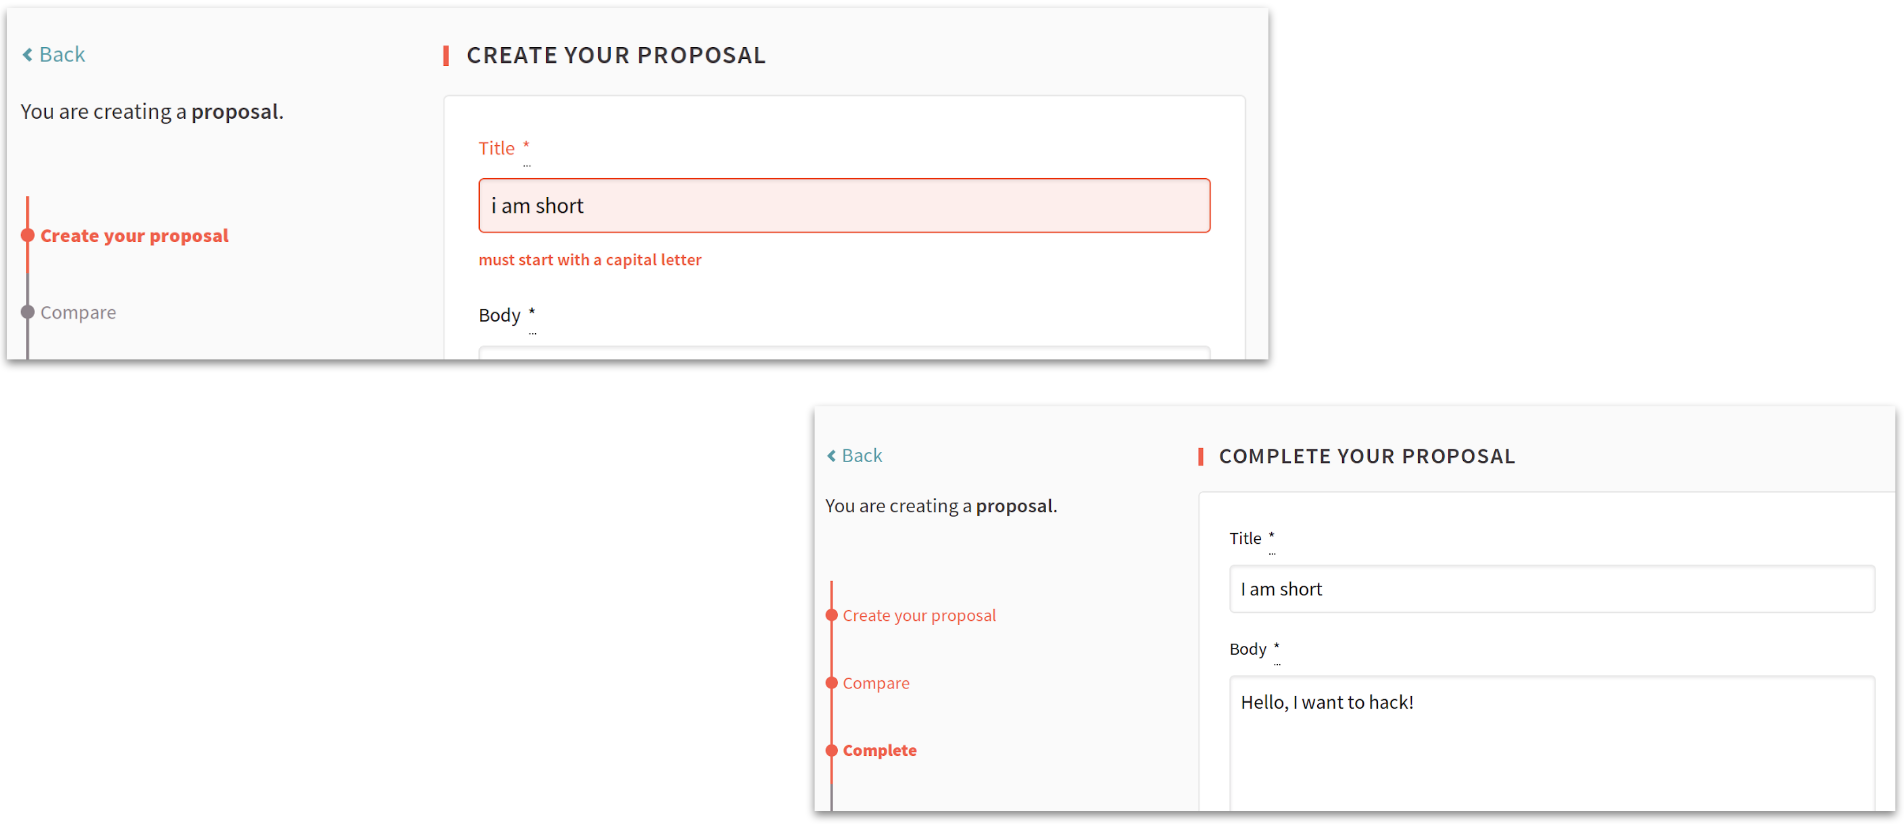 Back
CREATE YOUR PROPOSAL
You are creating a proposal.
Title *
i am short
Create your proposal
must start with a capital letter
Compare
Body *
Back
COMPLETE YOUR PROPOSAL
You are creating a proposal.
Title *
I am short
Create your proposal
Body *
Compare
Hello, I want to hack!
Complete